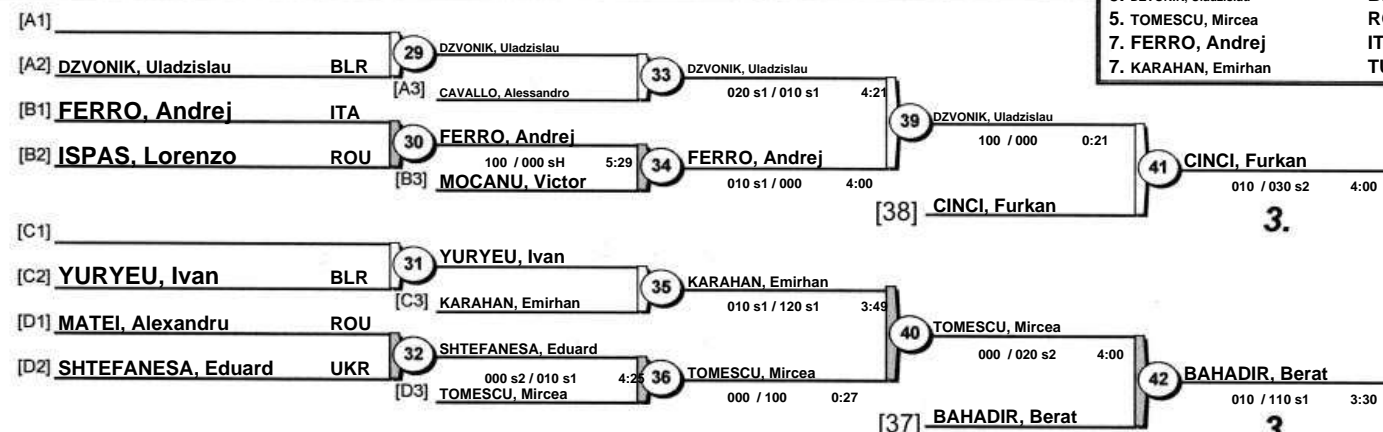 5. TOMESCU, Mircea
7. FERRO, Andrej IT
7. KARAHAN, Emirhan TU
[A1]
[A2] DZVONIK, Uladzislau BLR
29 DZVONIK, Uladzislau
[A3] CAVALLO, Alessandro
33 DZVONIK, Uladzislau
020 s1 / 010 s1 4:21
[B1] FERRO, Andrej ITA
[B2] ISPAS, Lorenzo ROU
30 FERRO, Andrej
100 / 000 sH 5:29
[B3] MOCANU, Victor
34 FERRO, Andrej
010 s1 / 000 4:00
39 DZVONIK, Uladzislau
100 / 000 0:21
[38] CINCI, Furkan
41 CINCI, Furkan
010 / 030 s2 4:00
3.
[C1]
[C2] YURYEU, Ivan BLR
31 YURYEU, Ivan
[C3] KARAHAN, Emirhan
35 KARAHAN, Emirhan
010 s1 / 120 s1 3:49
[D1] MATEI, Alexandru ROU
[D2] SHTEFANESA, Eduard UKR
32 SHTEFANESA, Eduard
000 s2 / 010 s1 4:25
[D3] TOMESCU, Mircea
36 TOMESCU, Mircea
000 / 100 0:27
40 TOMESCU, Mircea
000 / 020 s2 4:00
[37] BAHADIR, Berat
42 BAHADIR, Berat
010 / 110 s1 3:30
3